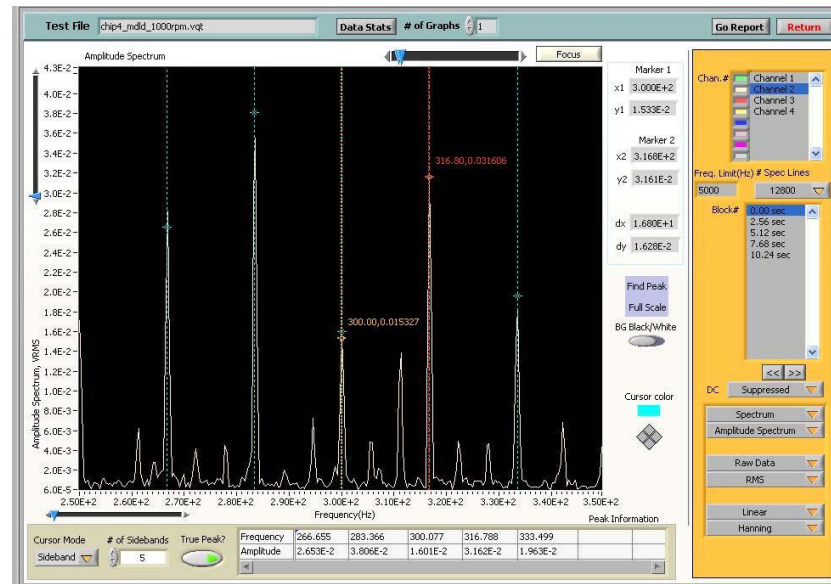 Test File chip4_mdld_1000rpm.vqt Data Stats # of Graphs 1 Go Report Return
Amplitude Spectrum Focus
4.3E-2
4.0E-2
3.8E-2
3.6E-2
3.4E-2
3.2E-2
3.0E-2
2.8E-2
2.6E-2
2.4E-2
2.2E-2
2.0E-2
1.8E-2
1.6E-2
1.4E-2
1.2E-2
1.0E-2
8.0E-3
6.0E-3
4.0E-3
2.0E-3
6.0E-5
Amplitude Spectrum, VRMS
316.80,0.031606
300.00,0.015327
2.50E+2 2.60E+2 2.70E+2 2.80E+2 2.90E+2 3.00E+2 3.10E+2 3.20E+2 3.30E+2 3.40E+2 3.50E+2
Frequency(Hz)
Marker 1
x1 3.000E+2
y1 1.533E-2
Marker 2
x2 3.168E+2
y2 3.161E-2
dx 1.680E+1
dy 1.628E-2
Find Peak
Full Scale
BG Black/White
Cursor color
Chan.# Channel 1
Channel 2
Channel 3
Channel 4
Freq. Limit(Hz) # Spec Lines
5000 12800
Block# 0.00 sec
2.56 sec
5.12 sec
7.68 sec
10.24 sec
<< >>
DC Suppressed
Spectrum
Amplitude Spectrum
Raw Data
RMS
Linear
Hanning
Peak Information
Cursor Mode # of Sidebands True Peak?
Sideband 5
Frequency 266.655 283.366 300.077 316.788 333.499
Amplitude 2.653E-2 3.806E-2 1.601E-2 3.162E-2 1.963E-2